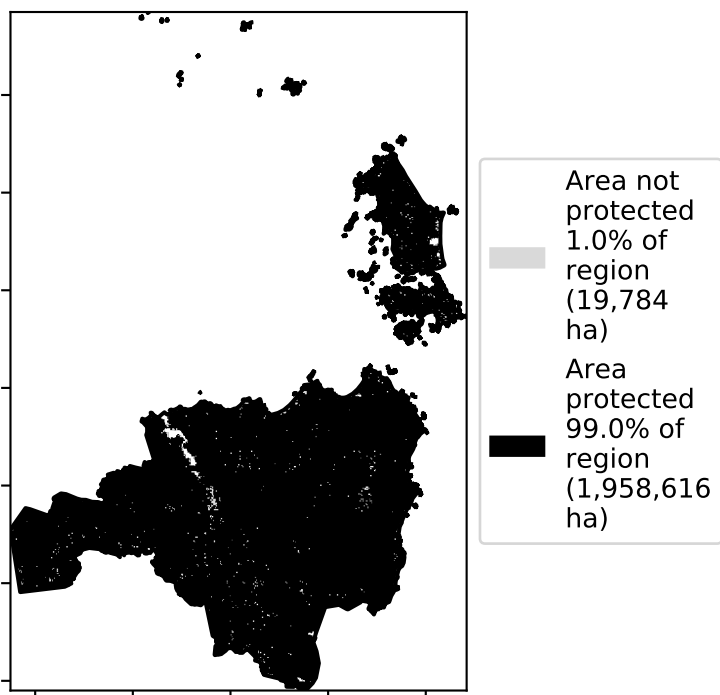 Area not
protected
1.0% of
region
(19,784
ha)
Area
protected
99.0% of
region
(1,958,616
ha)